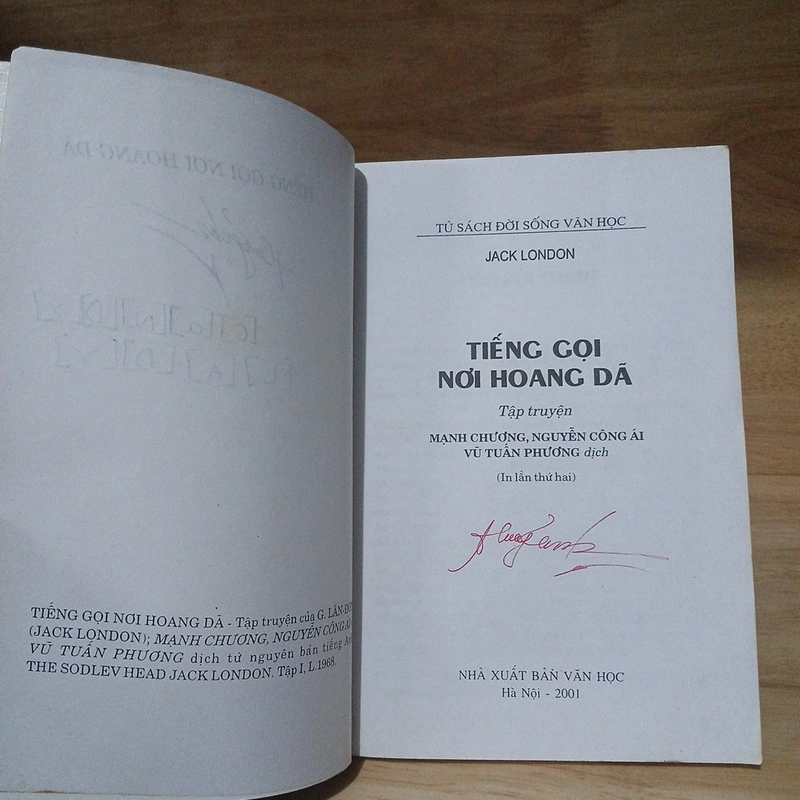 TIẾNG GỌI NƠI HOANG DÃ - Tập truyện của G. LÂN-ĐƠN
(JACK LONDON); MẠNH CHƯƠNG, NGUYỄN CÔNG ÁI
VŨ TUẤN PHƯƠNG dịch từ nguyên bản tiếng
THE SODLEV HEAD JACK LONDON. Tập I, L. 1968.
TỦ SÁCH ĐỜI SỐNG VĂN HỌC
JACK LONDON
TIẾNG GỌI
NƠI HOANG DÃ
Tập truyện
MẠNH CHƯƠNG, NGUYỄN CÔNG ÁI
VŨ TUẤN PHƯƠNG dịch
(In lần thứ hai)
NHÀ XUẤT BẢN VĂN HỌC
Hà Nội - 2001